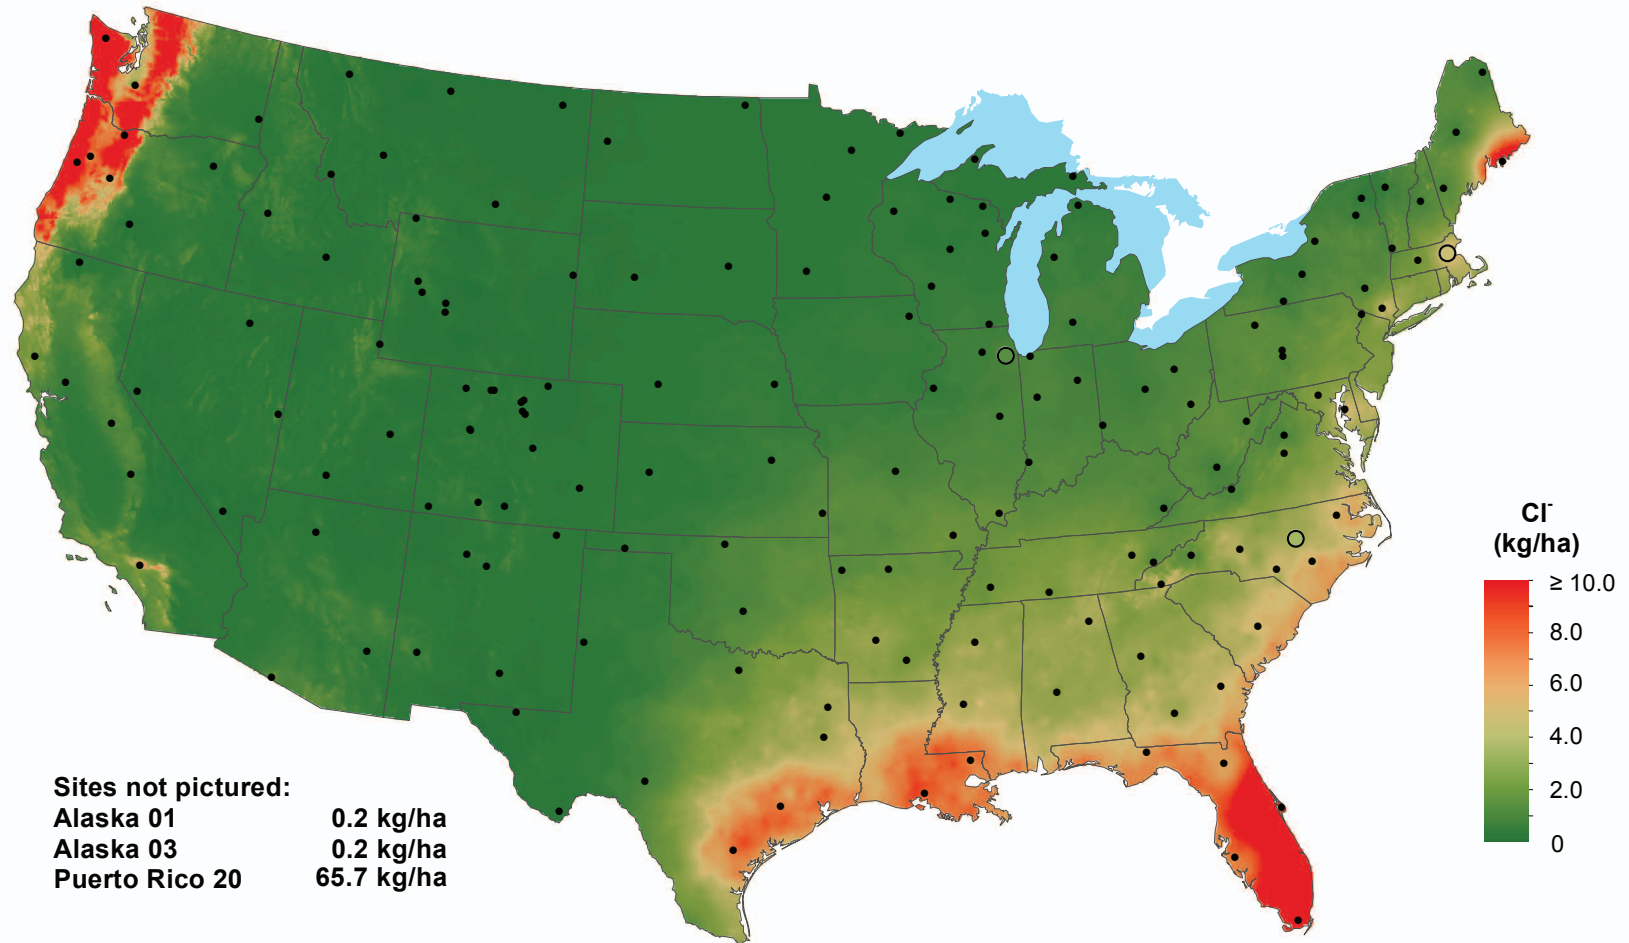 Sites not pictured:
Alaska 01 0.2 kg/ha
Alaska 03 0.2 kg/ha
Puerto Rico 20 65.7 kg/ha
Cl⁻
(kg/ha)
≥ 10.0
8.0
6.0
4.0
2.0
0